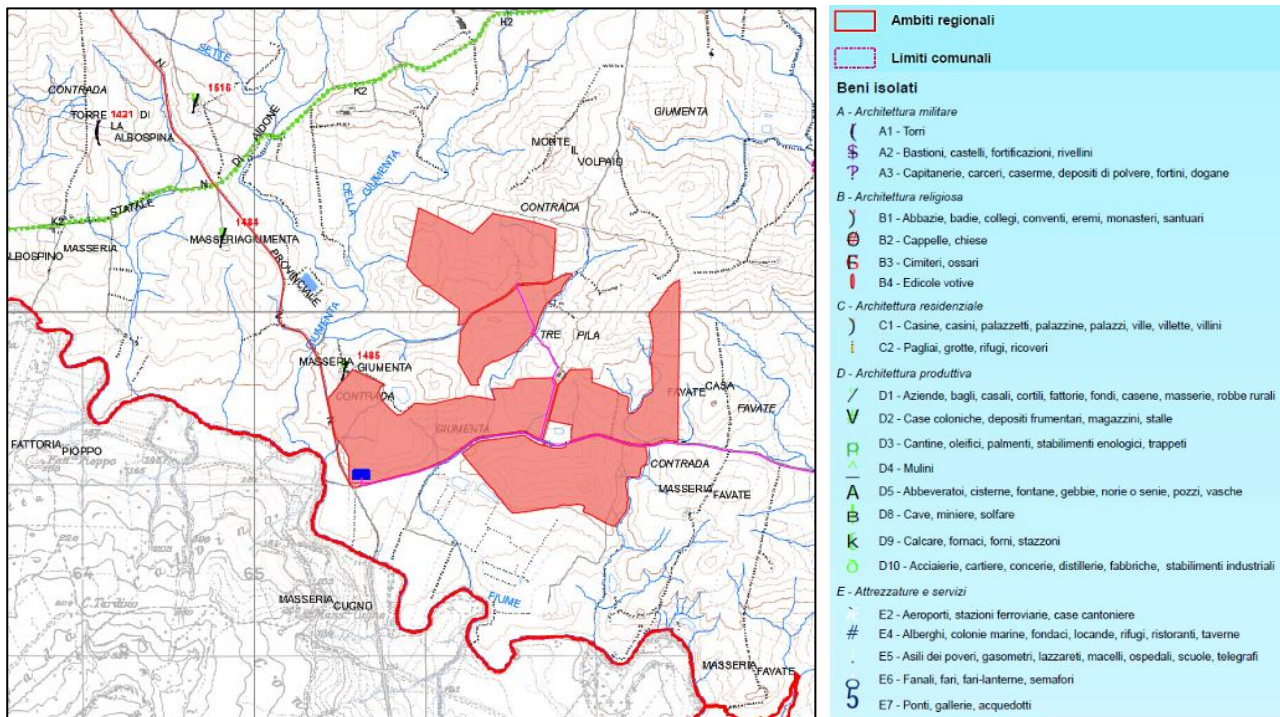 K2
SETTE
N
1516
CONTRADA
K2
TORRE 1421 DI
LA
ALBOSPINA
GIUMENTA
AIDONE
DI
N
MONTE
IL
VOLPAIO
N
DELLA
GIUMENTA
STATALE
K2
CONTRADA
1484
MASSERIA
MASSERIAGIUMENTA
ALBOSPINO
PROVINCIALE
N
GIUMENTA
TRE PILA
1485
MASSERIA GIUMENTA
N
CONTRADA
FAVATE CASA
FAVATE
GIUMENTA
FATTORIA
PIOPPO
CONTRADA
MASSERIA
FAVATE
64
65
FIUME
MASSERIA
CUGNO
MASSERIA
FAVATE
Ambiti regionali
Limiti comunali
Beni isolati
A - Architettura militare
A1 - Torri
A2 - Bastioni, castelli, fortificazioni, rivellini
A3 - Capitanerie, carceri, caserme, depositi di polvere, fortini, dogane
B - Architettura religiosa
B1 - Abbazie, badie, collegi, conventi, eremi, monasteri, santuari
B2 - Cappelle, chiese
B3 - Cimiteri, ossari
B4 - Edicole votive
C - Architettura residenziale
C1 - Casine, casini, palazzetti, palazzine, palazzi, ville, villette, villini
C2 - Pagliai, grotte, rifugi, ricoveri
D - Architettura produttiva
D1 - Aziende, bagli, casali, cortili, fattorie, fondi, casene, masserie, robbe rurali
D2 - Case coloniche, depositi frumentari, magazzini, stalle
D3 - Cantine, oleifici, palmenti, stabilimenti enologici, trappeti
D4 - Mulini
D5 - Abbeveratoi, cisterne, fontane, gebbie, norie o senie, pozzi, vasche
D8 - Cave, miniere, solfare
D9 - Calcare, fornaci, forni, stazzoni
D10 - Acciaierie, cartiere, concerie, distillerie, fabbriche, stabilimenti industriali
E - Attrezzature e servizi
E2 - Aeroporti, stazioni ferroviarie, case cantoniere
E4 - Alberghi, colonie marine, fondaci, locande, rifugi, ristoranti, taverne
E5 - Asili dei poveri, gasometri, lazzareti, macelli, ospedali, scuole, telegrafi
E6 - Fanali, fari, fari-lanterne, semafori
E7 - Ponti, gallerie, acquedotti